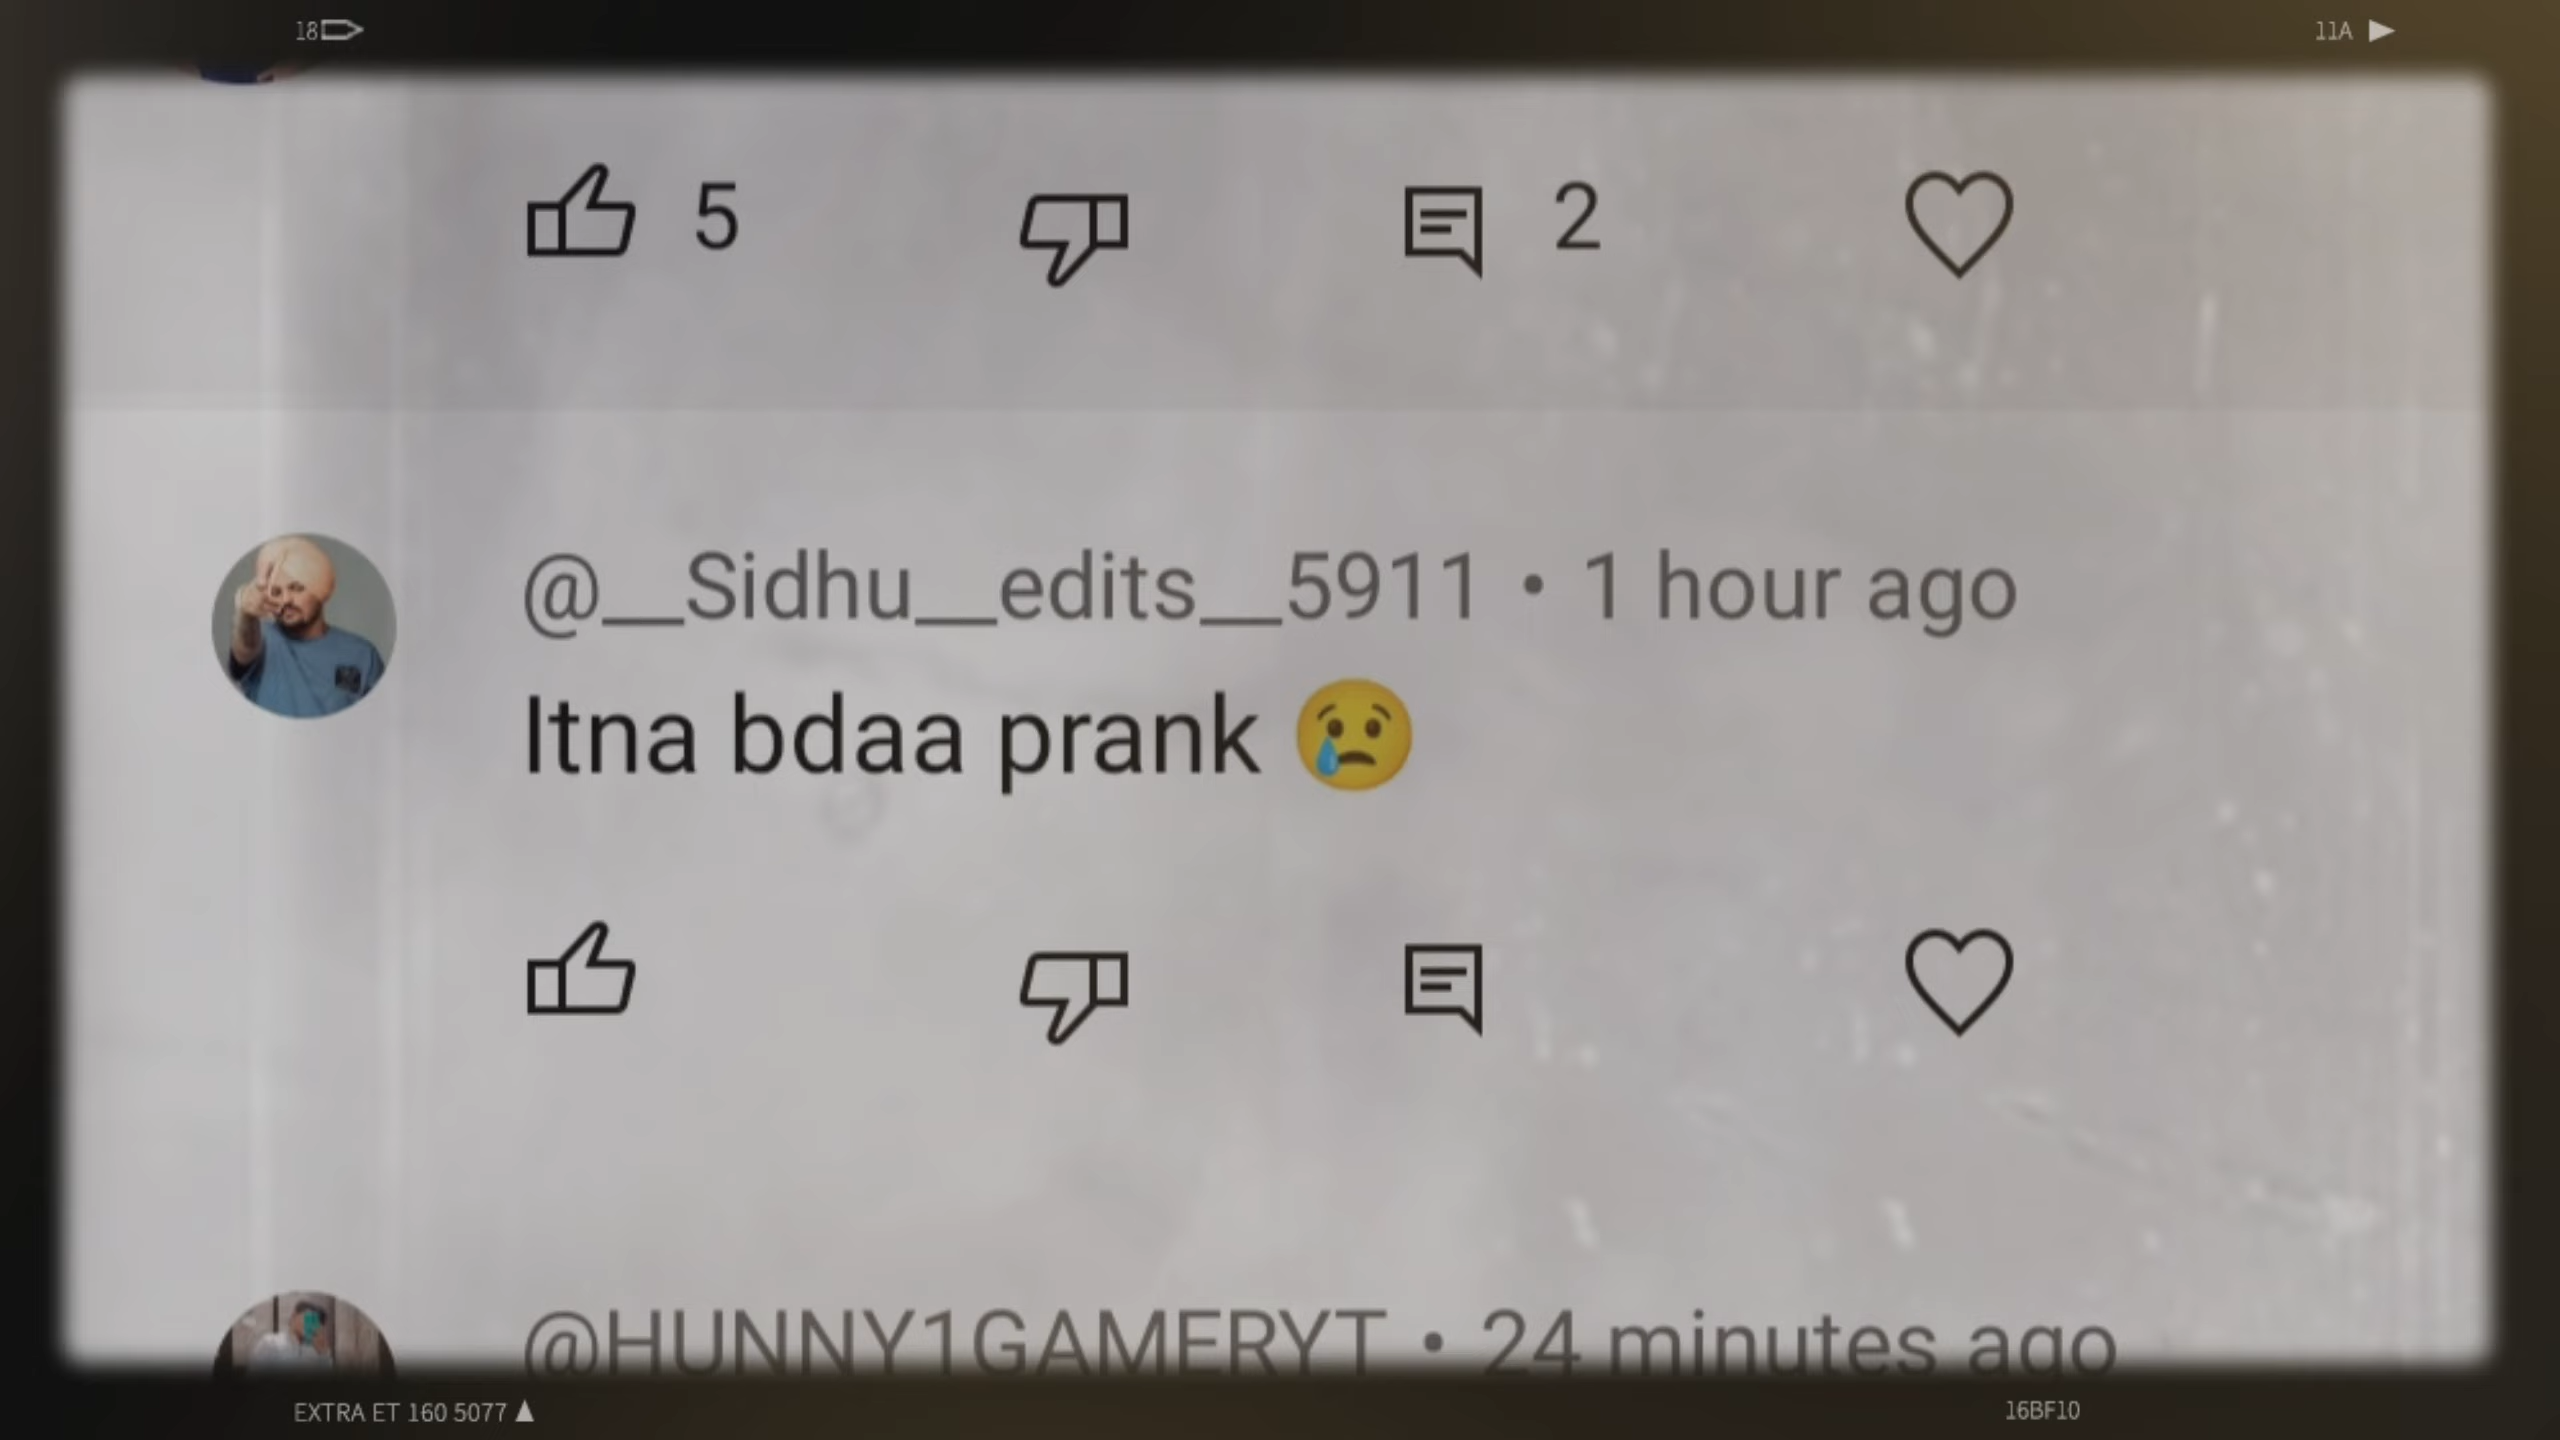 18
11A
5 2
@__Sidhu__edits__5911 • 1 hour ago
Itna bdaa prank 😢
@HUNNY1GAMERYT • 24 minutes ago
EXTRA ET 160 5077
16BF10